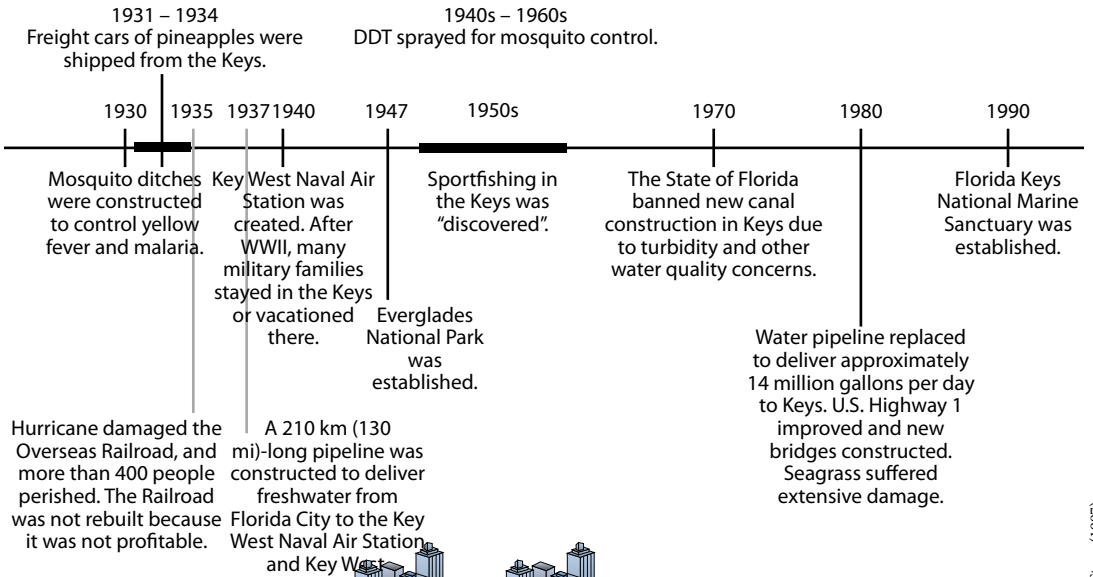 1931 – 1934
Freight cars of pineapples were
shipped from the Keys.
1940s – 1960s
DDT sprayed for mosquito control.
1930
1935
1937
1940
1947
1950s
1970
1980
1990
Mosquito ditches
were constructed
to control yellow
fever and malaria.
Key West Naval Air
Station was
created. After
WWII, many
military families
stayed in the Keys
or vacationed
there.
Everglades
National Park
was
established.
Sportfishing in
the Keys was
“discovered”.
The State of Florida
banned new canal
construction in Keys due
to turbidity and other
water quality concerns.
Water pipeline replaced
to deliver approximately
14 million gallons per day
to Keys. U.S. Highway 1
improved and new
bridges constructed.
Seagrass suffered
extensive damage.
Florida Keys
National Marine
Sanctuary was
established.
Hurricane damaged the
Overseas Railroad, and
more than 400 people
perished. The Railroad
was not rebuilt because
it was not profitable.
A 210 km (130
mi)-long pipeline was
constructed to deliver
freshwater from
Florida City to the Key
West Naval Air Station
and Key West